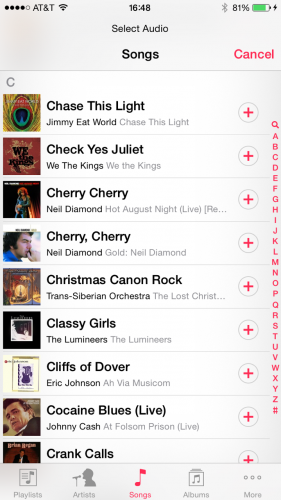 AT&T 16:48 81%
Select Audio
Songs Cancel
C
Chase This Light
Jimmy Eat World Chase This Light
Check Yes Juliet
We The Kings We the Kings
Cherry Cherry
Neil Diamond Hot August Night (Live) [Re...
Cherry, Cherry
Neil Diamond Gold: Neil Diamond
Christmas Canon Rock
Trans-Siberian Orchestra The Lost Christ...
Classy Girls
The Lumineers The Lumineers
Cliffs of Dover
Eric Johnson Ah Via Musicom
Cocaine Blues (Live)
Johnny Cash At Folsom Prison (Live)
Crank Calls
A
B
C
D
E
F
G
H
I
J
K
L
M
N
O
P
Q
R
S
T
U
V
W
X
Y
Z
#
Playlists Artists Songs Albums More